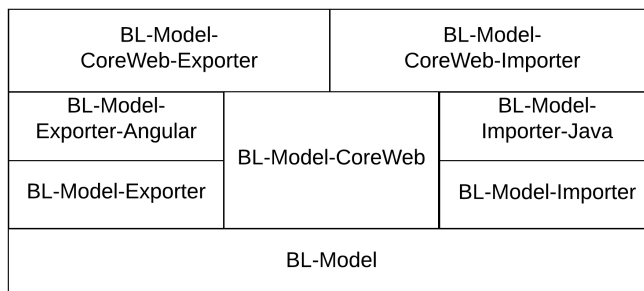 BL-Model-
CoreWeb-Exporter
BL-Model-
CoreWeb-Importer
BL-Model-
Exporter-Angular
BL-Model-CoreWeb
BL-Model-
Importer-Java
BL-Model-Exporter
BL-Model-Importer
BL-Model